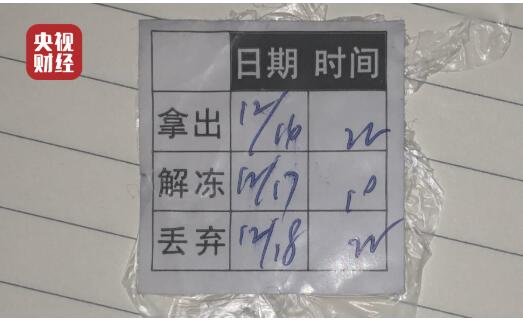 央视
财经
日期 时间
拿出 12/16 22
解冻 12/17 10
丢弃 12/18 22